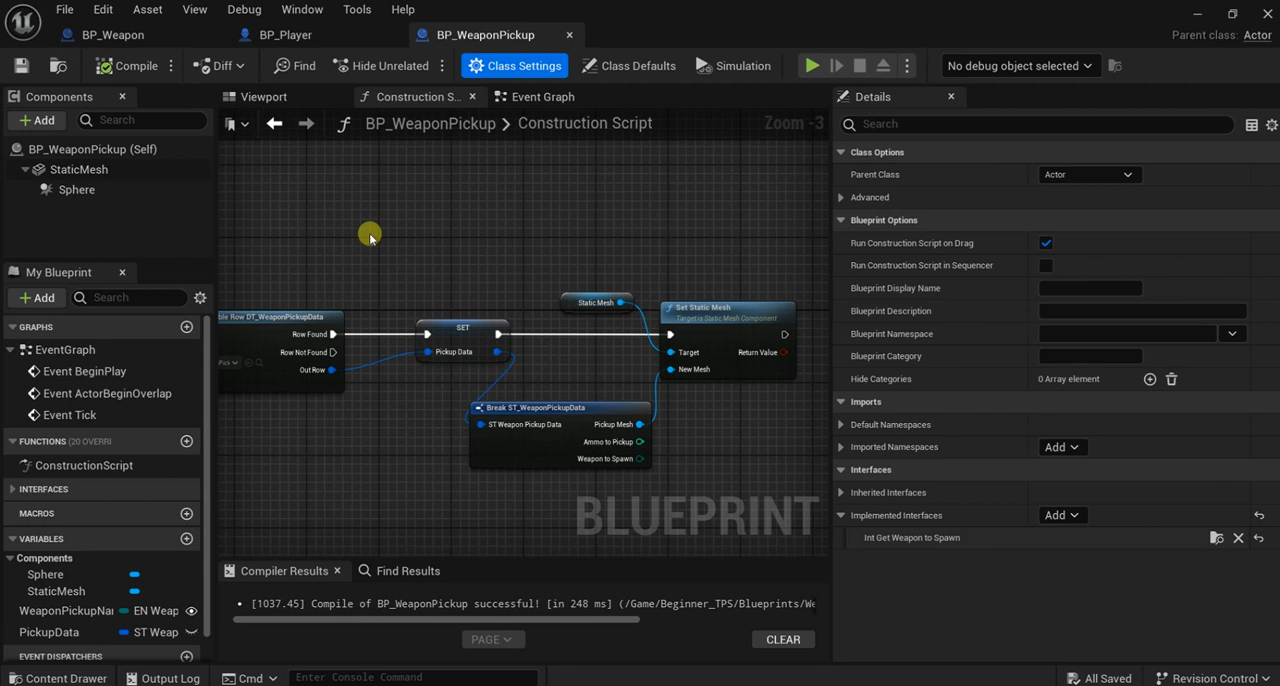 File Edit Asset View Debug Window Tools Help
BP_Weapon BP_Player BP_WeaponPickup
Parent class: Actor
Compile Diff Find Hide Unrelated Class Settings Class Defaults Simulation No debug object selected
Components
Add Search
BP_WeaponPickup (Self)
StaticMesh
Sphere
My Blueprint
Add Search
GRAPHS
EventGraph
Event BeginPlay
Event ActorBeginOverlap
Event Tick
FUNCTIONS (20 OVERRI
ConstructionScript
INTERFACES
MACROS
VARIABLES
Components
Sphere
StaticMesh
WeaponPickupNa EN Weap
PickupData ST Weap
EVENT DISPATCHERS
Viewport Construction S... Event Graph
BP_WeaponPickup Construction Script Zoom -3
ble Row DT_WeaponPickupData
Row Found
Row Not Found
Out Row
SET
Pickup Data
Static Mesh
Set Static Mesh
Target is Static Mesh Component
Target Return Value
New Mesh
Break ST_WeaponPickupData
ST Weapon Pickup Data Pickup Mesh
Ammo to Pickup
Weapon to Spawn
BLUEPRINT
Compiler Results Find Results
[1037.45] Compile of BP_WeaponPickup successful! [in 248 ms] (/Game/Beginner_TPS/Blueprints/We
PAGE CLEAR
Details
Search
Class Options
Parent Class Actor
Advanced
Blueprint Options
Run Construction Script on Drag
Run Construction Script in Sequencer
Blueprint Display Name
Blueprint Description
Blueprint Namespace
Blueprint Category
Hide Categories 0 Array element
Imports
Default Namespaces
Imported Namespaces Add
Interfaces
Inherited Interfaces
Implemented Interfaces Add
Int Get Weapon to Spawn
Content Drawer Output Log Cmd Enter Console Command All Saved Revision Control